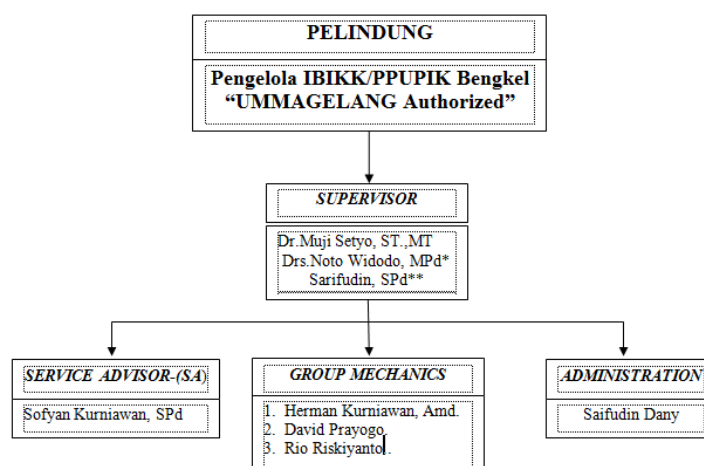 PELINDUNG
Pengelola IBIKK/PPUPIK Bengkel
“UMMAGELANG Authorized”
SUPERVISOR
Dr.Muji Setyo, ST.,MT
Drs.Noto Widodo, MPd*
Sarifudin, SPd**
SERVICE ADVISOR-(SA)
Sofyan Kurniawan, SPd
GROUP MECHANICS
1. Herman Kurniawan, Amd.
2. David Prayogo
3. Rio Riskiyanto.
ADMINISTRATION
Saifudin Dany